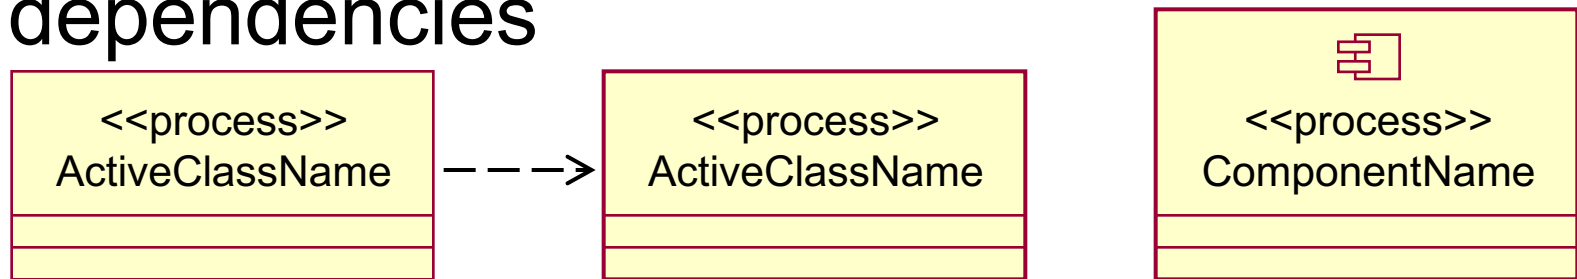 dependencies
<<process>>
ActiveClassName
<<process>>
ActiveClassName
<<process>>
ComponentName